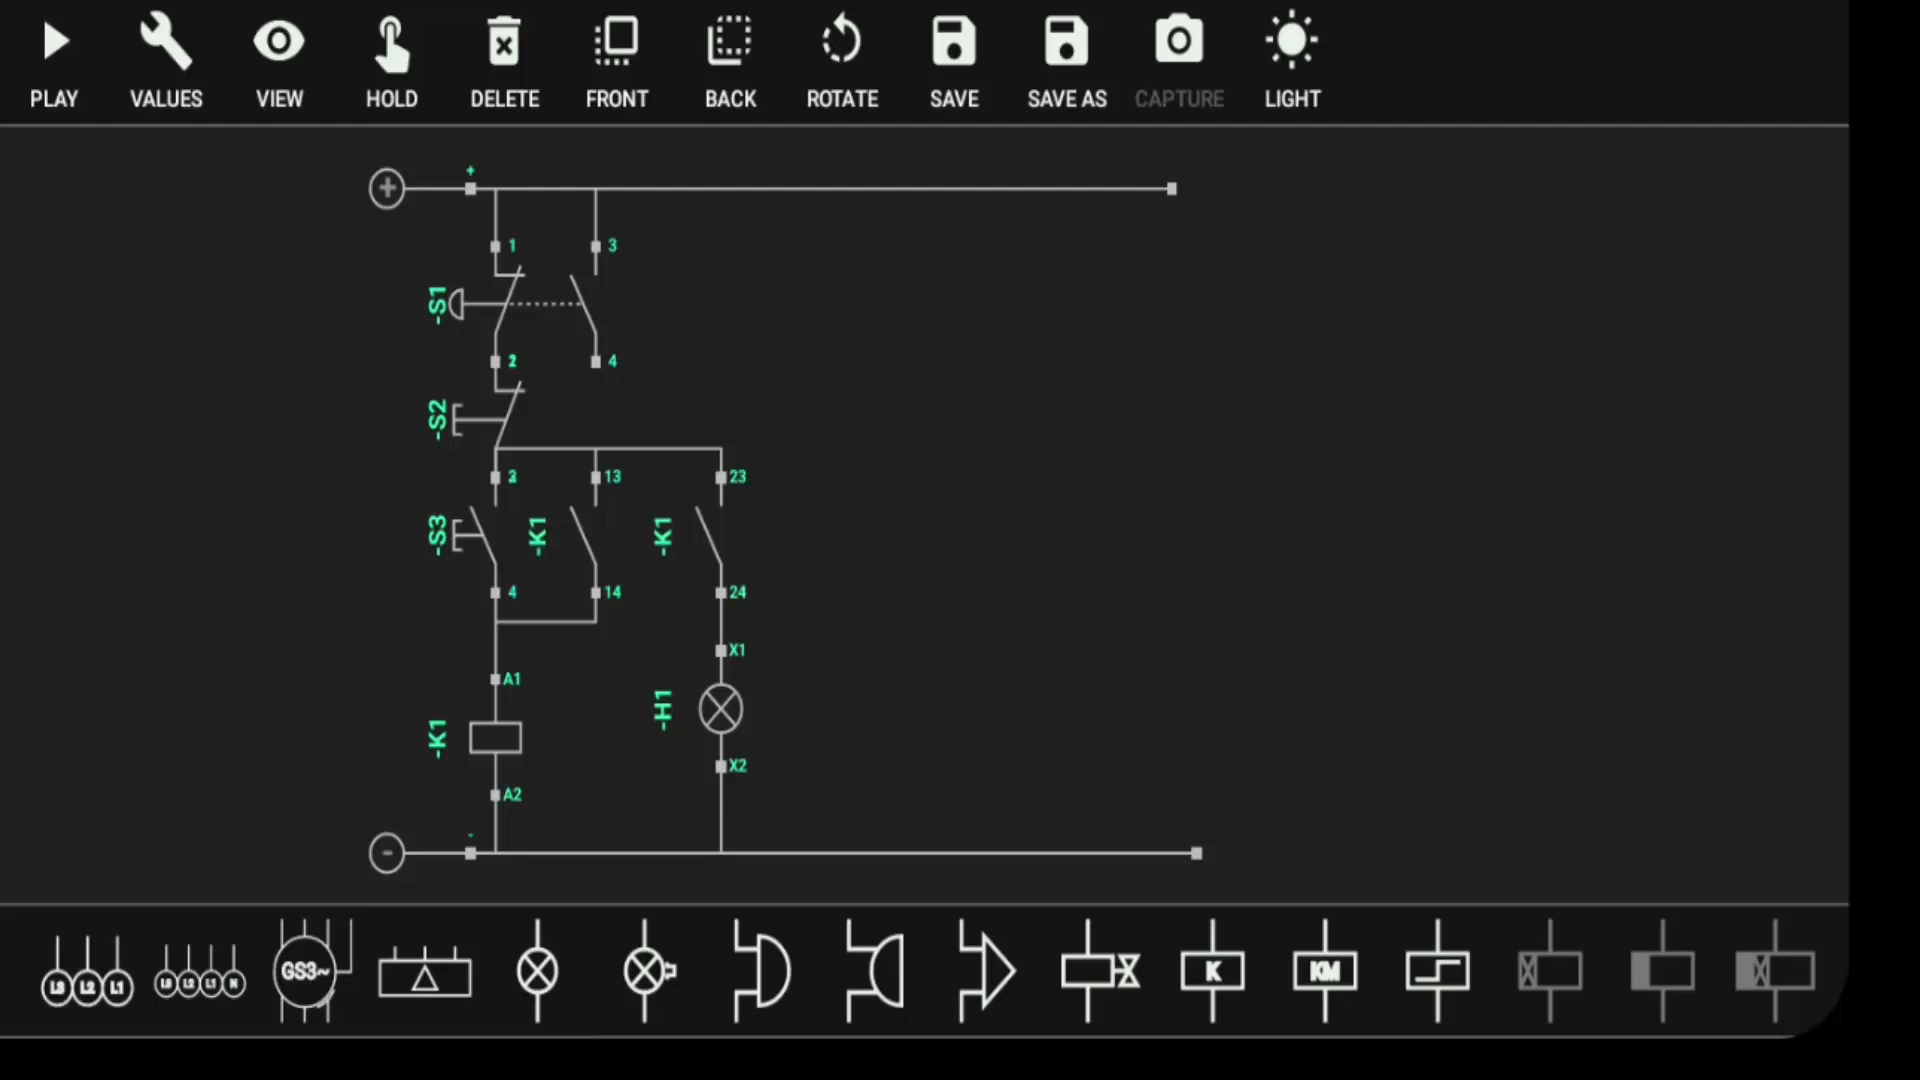 PLAY VALUES VIEW HOLD DELETE FRONT BACK ROTATE SAVE SAVE AS CAPTURE LIGHT
+
+
1 3
-S1
4
-S2
13 23
-S3 -K1 -K1
4 14 24
X1
A1
-H1
-K1
X2
A2
-
-
L3 L2 L1 L3 L2 L1 N GS3~ K KM